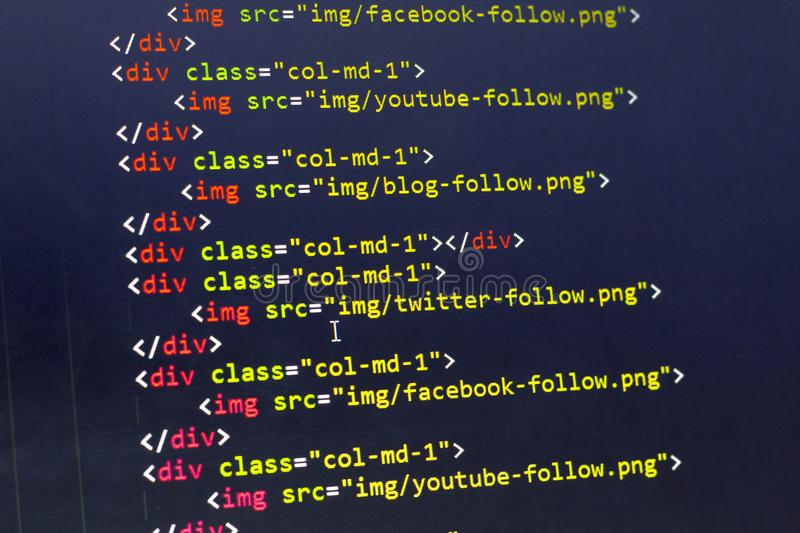 <img src="img/facebook-follow.png">
</div>
<div class="col-md-1">
<img src="img/youtube-follow.png">
</div>
<div class="col-md-1">
<img src="img/blog-follow.png">
</div>
<div class="col-md-1"></div>
<div class="col-md-1">
dreamstime
<img src="img/twitter-follow.png">
</div>
<div class="col-md-1">
<img src="img/facebook-follow.png">
</div>
<div class="col-md-1">
<img src="img/youtube-follow.png">
</div>